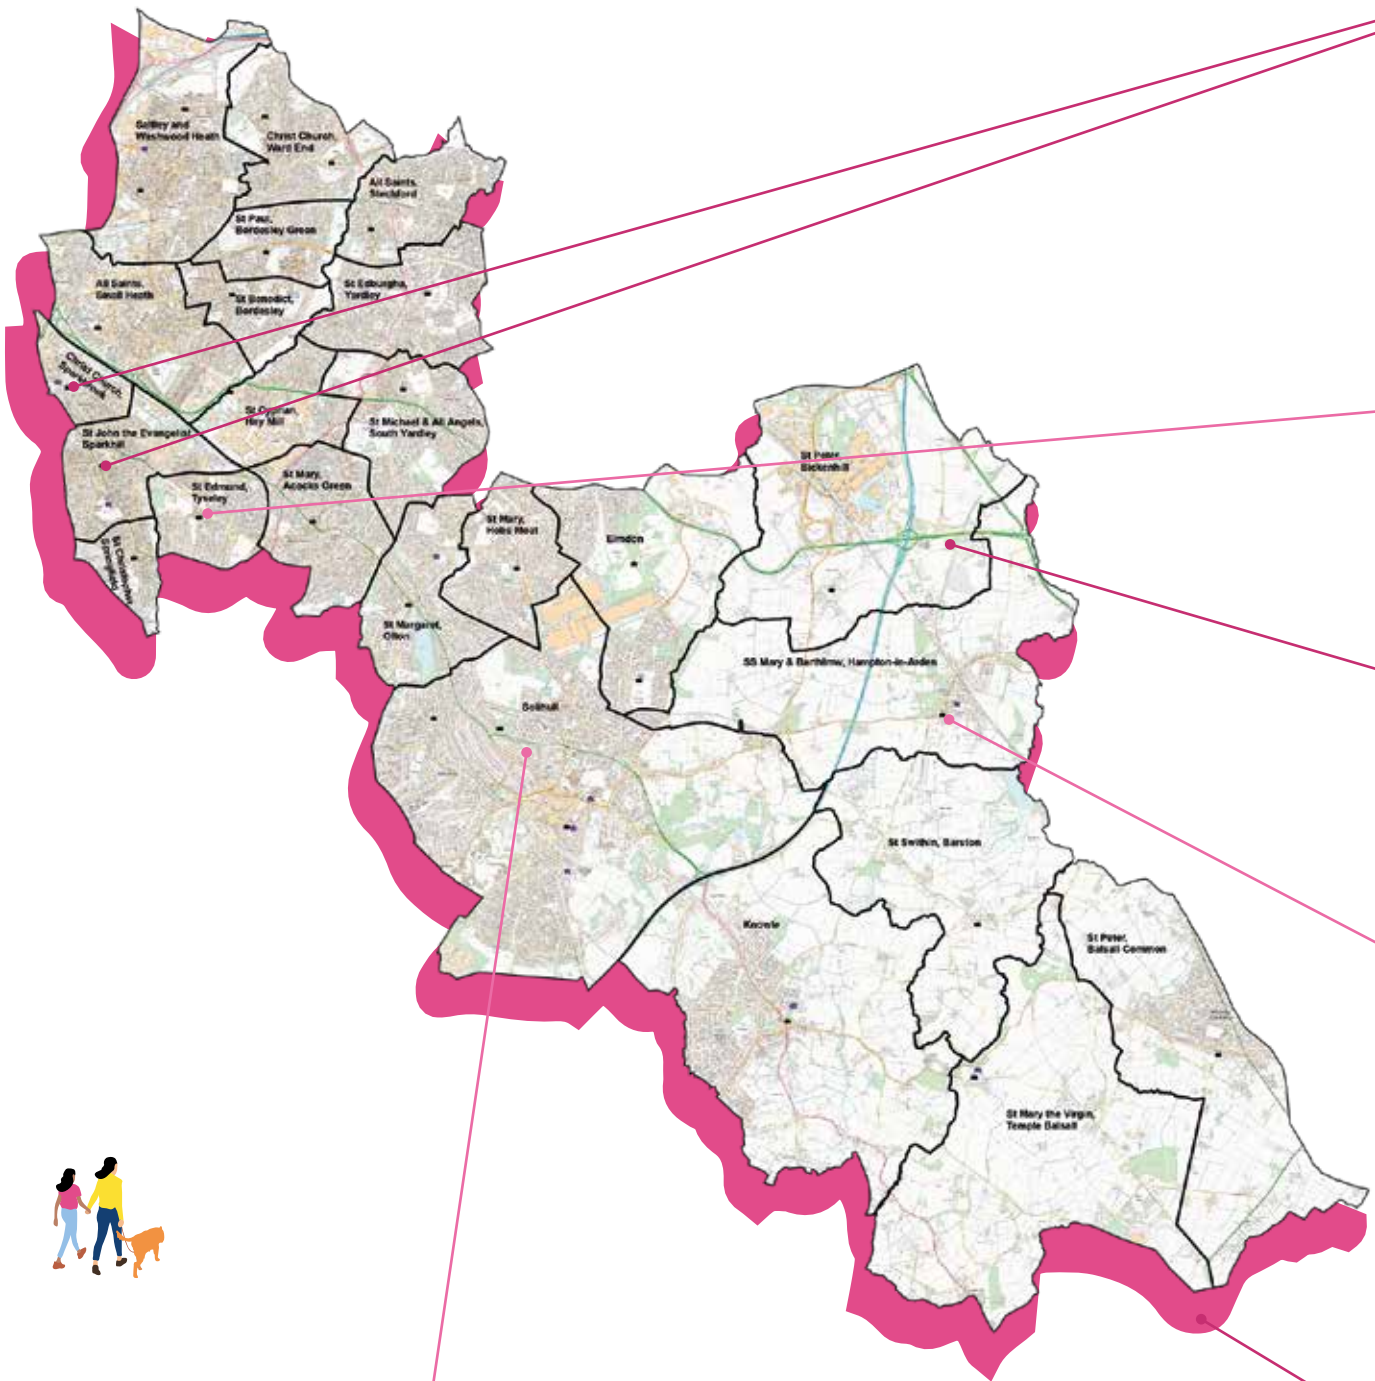 Saltley and
Washwood Heath
Christ Church,
Ward End
All Saints,
Stechford
St Paul,
Bordesley Green
All Saints,
Small Heath
St Benedict,
Bordesley
St Edburgha,
Yardley
Christ Church,
Sparkbrook
St Cyprian,
Hay Mill
St Michael & All Angels,
South Yardley
St John the Evangelist
Sparkhill
St Edmund,
Tyseley
St Mary,
Acocks Green
St Christopher,
Springfield
St Mary,
Hobs Moat
Elmdon
St Peter,
Bickenhill
St Margaret,
Olton
SS Mary & Barthlmw, Hampton-in-Arden
Solihull
St Swithin, Barston
Knowle
St Peter,
Balsall Common
St Mary the Virgin,
Temple Balsall